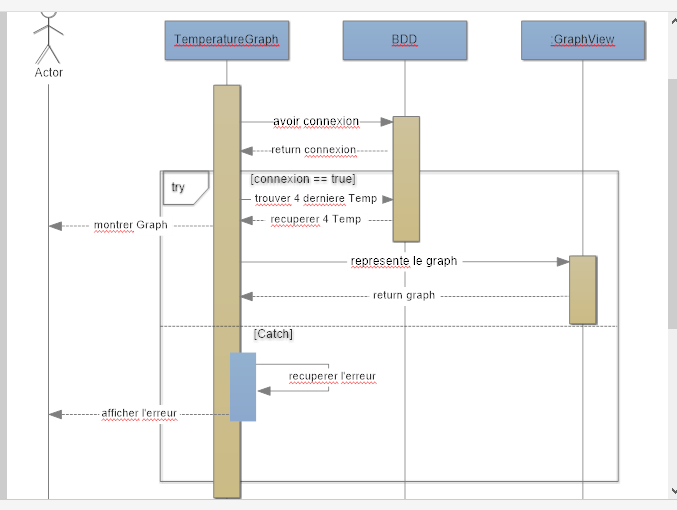 TemperatureGraph
BDD
:GraphView
Actor
avoir connexion
return connexion
try
[connexion == true]
trouver 4 derniere Temp
recuperer 4 Temp
montrer Graph
represente le graph
return graph
[Catch]
recuperer l'erreur
afficher l'erreur